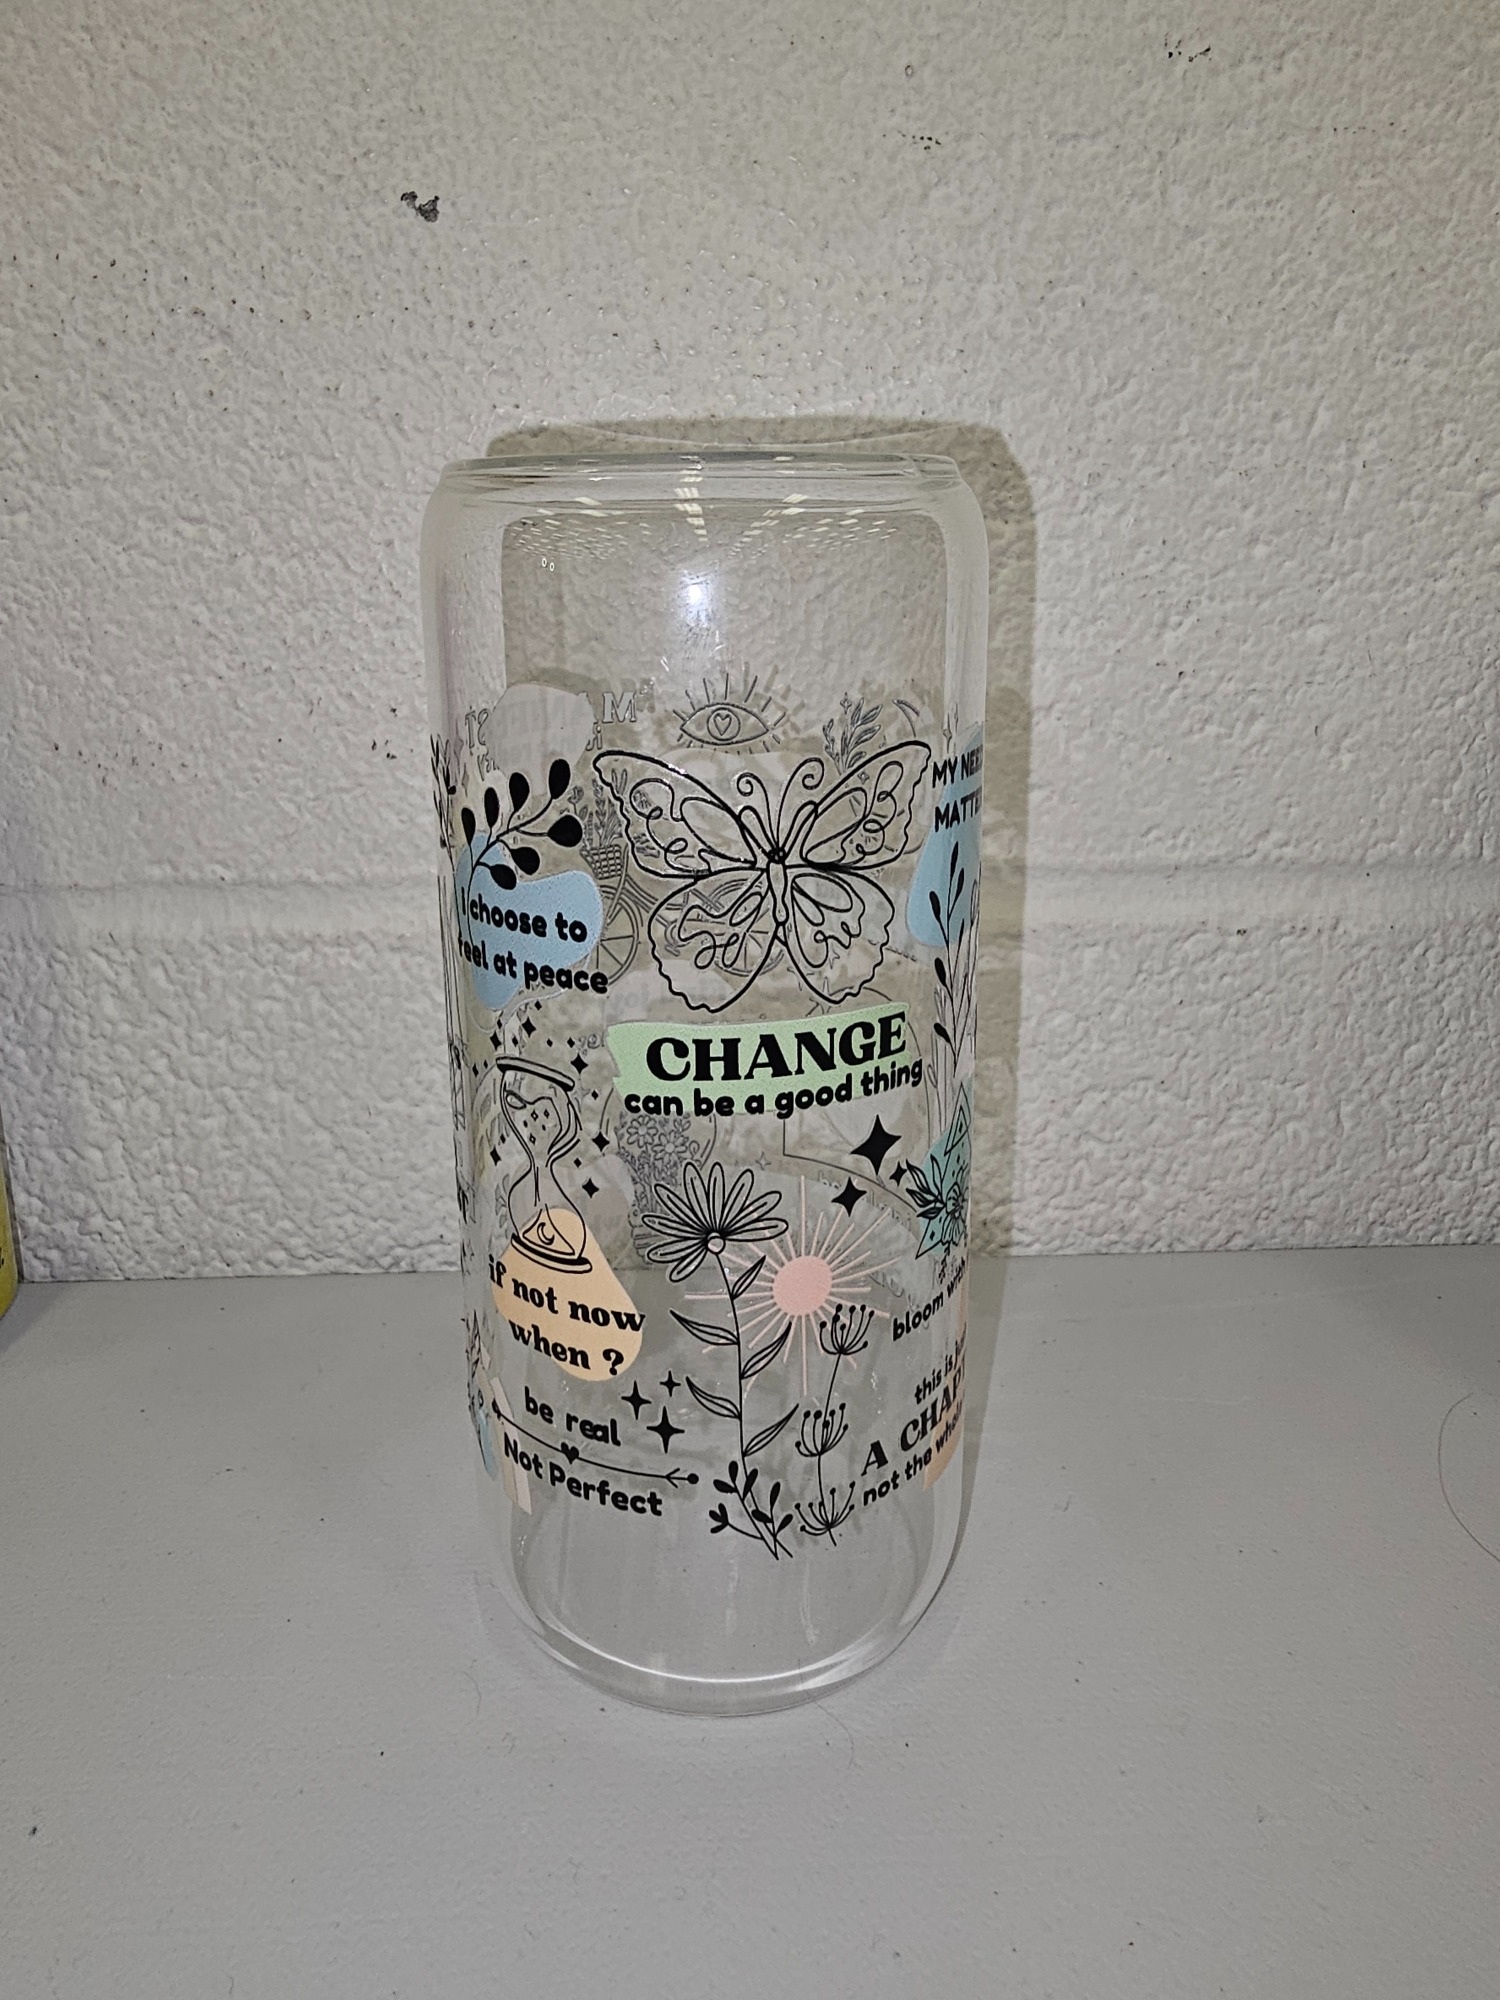 I choose to
feel at peace
MY
CHANGE
can be a good thing
if not now
when ?
be real
Not Perfect
bloom with
this is
A
not the